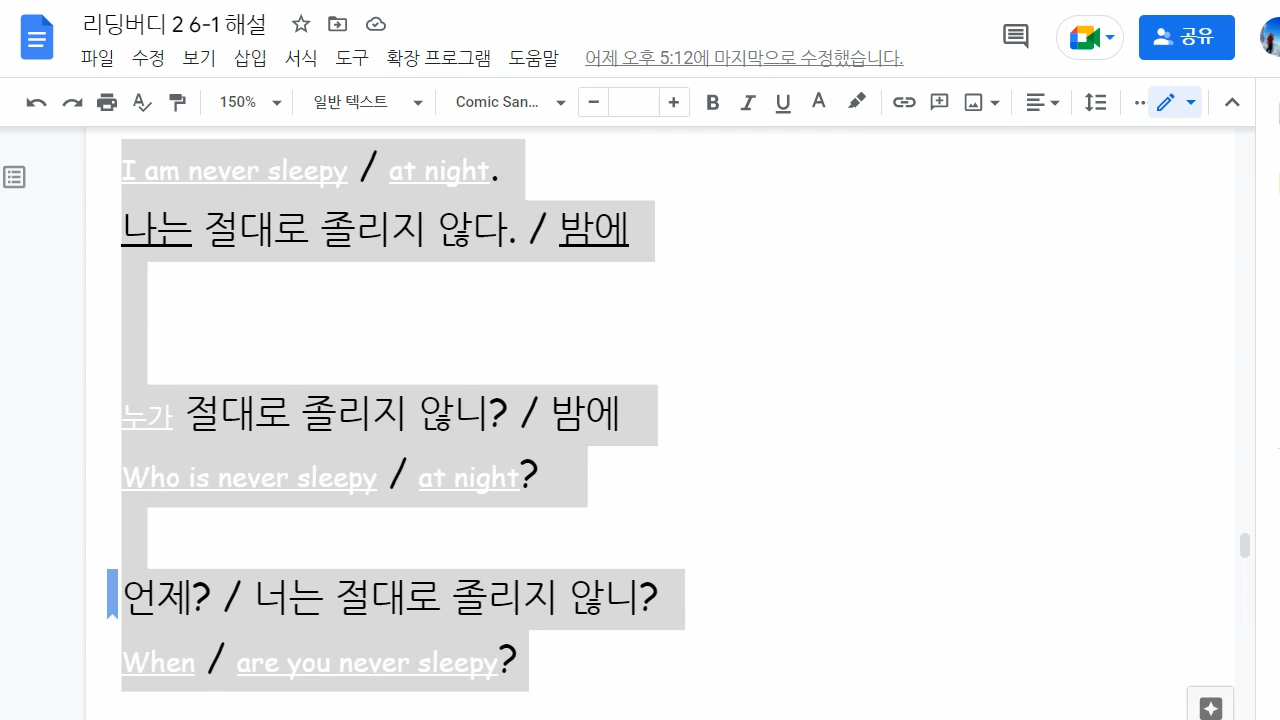 리딩버디 2 6-1 해설
파일 수정 보기 삽입 서식 도구 확장 프로그램 도움말 어제 오후 5:12에 마지막으로 수정했습니다.
공유
150% 일반 텍스트 Comic San...
I am never sleepy / at night.
나는 절대로 졸리지 않다. / 밤에
누가 절대로 졸리지 않니? / 밤에
Who is never sleepy / at night?
언제? / 너는 절대로 졸리지 않니?
When / are you never sleepy?